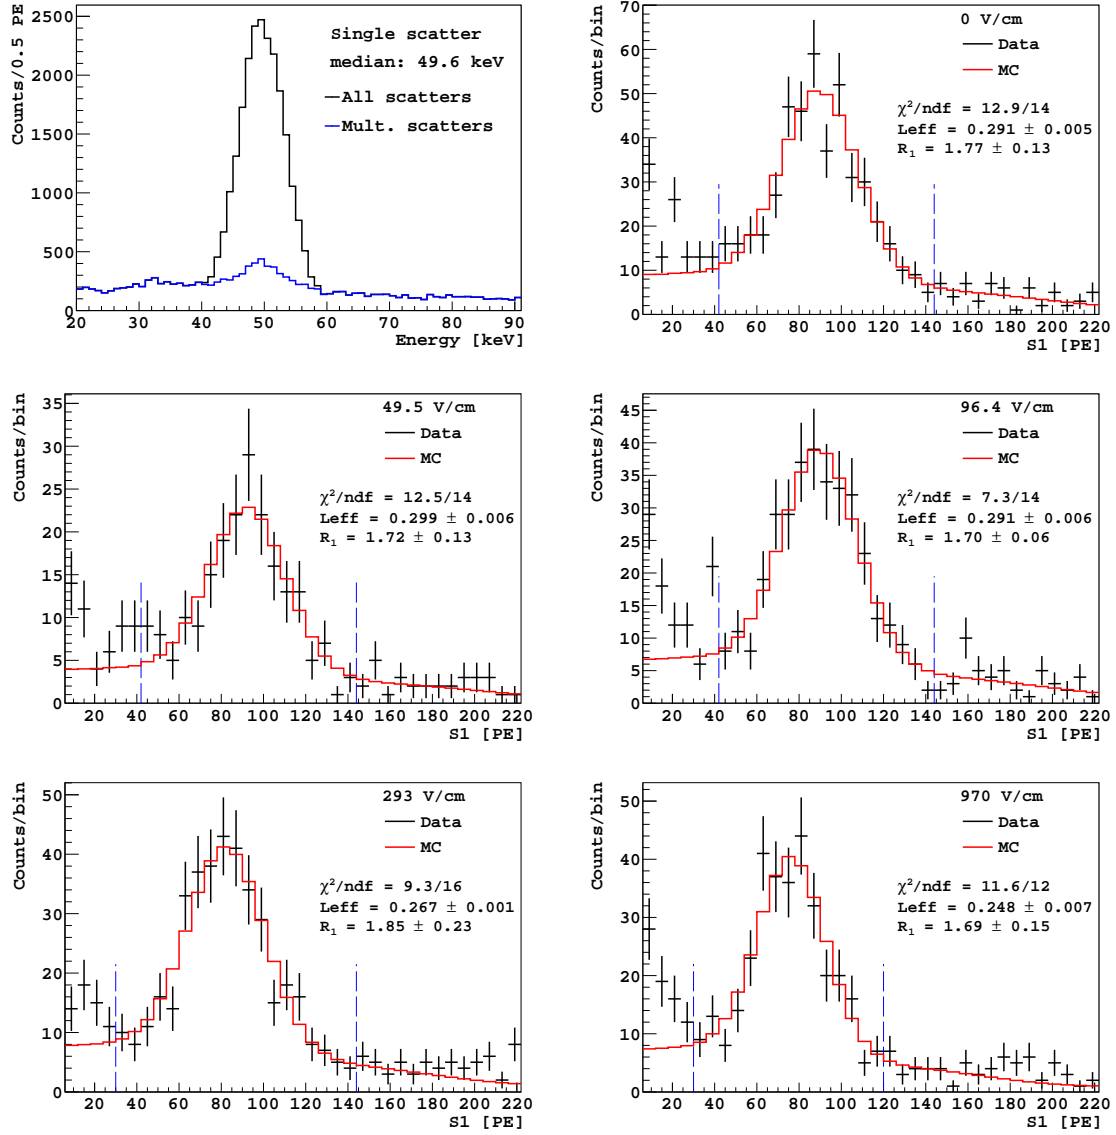 Counts/0.5 PE
2500
2000
1500
1000
500
0
20 30 40 50 60 70 80 90
Energy [keV]
Single scatter
median: 49.6 keV
All scatters
Mult. scatters
Counts/bin
70
60
50
40
30
20
10
0
20 40 60 80 100 120 140 160 180 200 220
S1 [PE]
0 V/cm
Data
MC
χ²/ndf = 12.9/14
Leff = 0.291 ± 0.005
R₁ = 1.77 ± 0.13
Counts/bin
35
30
25
20
15
10
5
0
20 40 60 80 100 120 140 160 180 200 220
S1 [PE]
49.5 V/cm
Data
MC
χ²/ndf = 12.5/14
Leff = 0.299 ± 0.006
R₁ = 1.72 ± 0.13
Counts/bin
45
40
35
30
25
20
15
10
5
0
20 40 60 80 100 120 140 160 180 200 220
S1 [PE]
96.4 V/cm
Data
MC
χ²/ndf = 7.3/14
Leff = 0.291 ± 0.006
R₁ = 1.70 ± 0.06
Counts/bin
50
40
30
20
10
0
20 40 60 80 100 120 140 160 180 200 220
S1 [PE]
293 V/cm
Data
MC
χ²/ndf = 9.3/16
Leff = 0.267 ± 0.001
R₁ = 1.85 ± 0.23
Counts/bin
50
40
30
20
10
0
20 40 60 80 100 120 140 160 180 200 220
S1 [PE]
970 V/cm
Data
MC
χ²/ndf = 11.6/12
Leff = 0.248 ± 0.007
R₁ = 1.69 ± 0.15